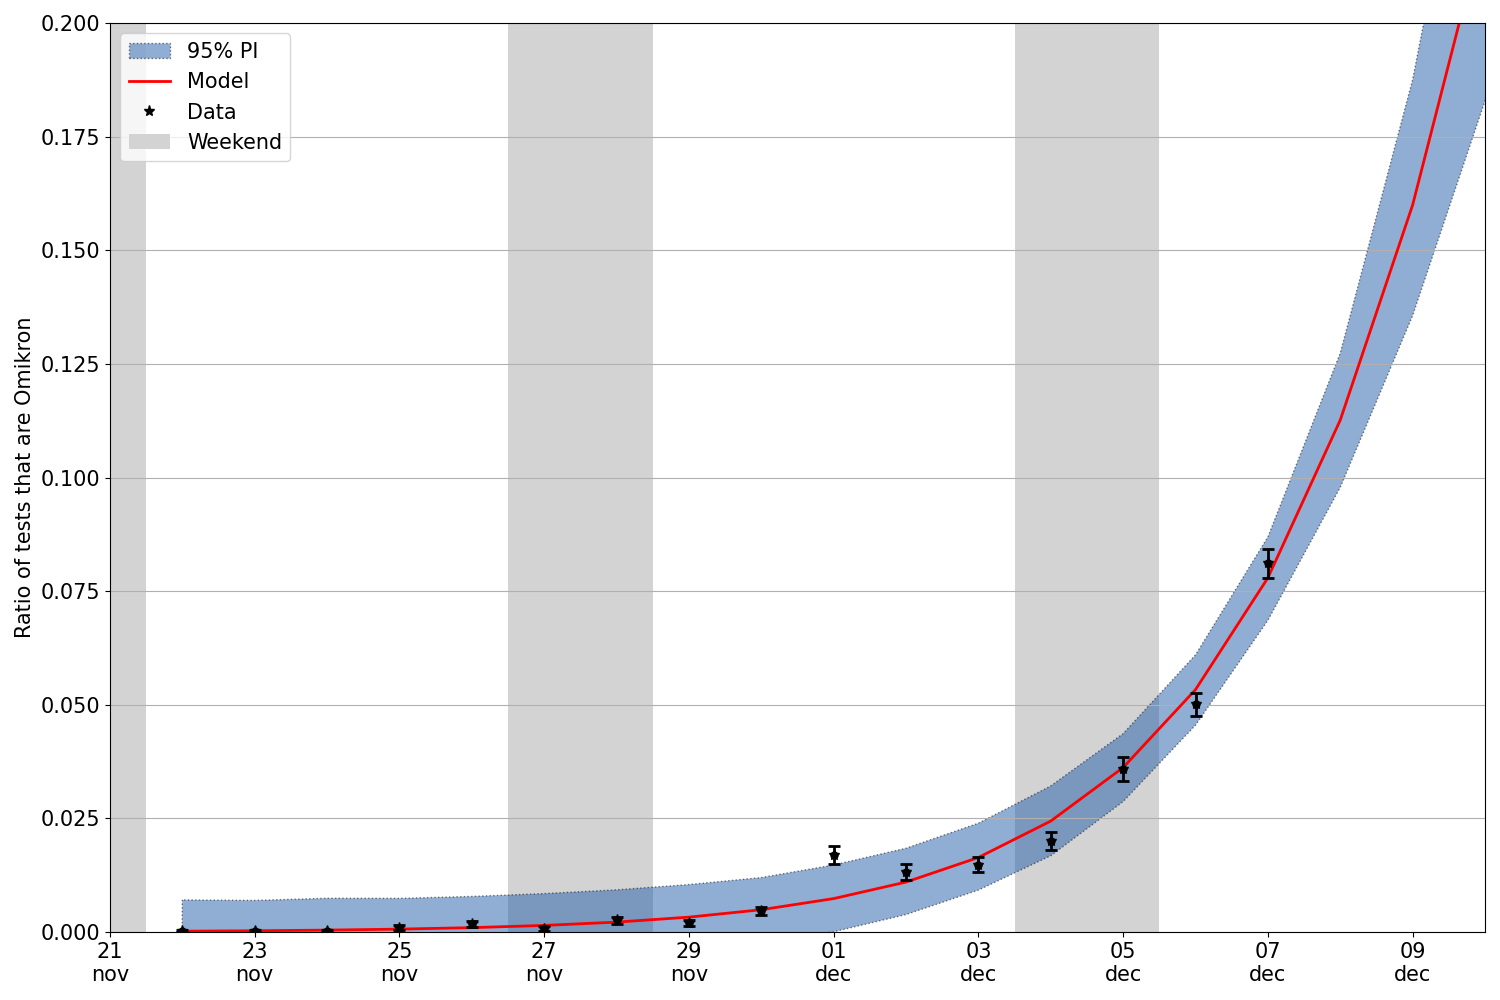 0.200
0.175
0.150
0.125
0.100
0.075
0.050
0.025
0.000
Ratio of tests that are Omikron
95% PI
Model
Data
Weekend
21 23 25 27 29 01 03 05 07 09
nov nov nov nov nov dec dec dec dec dec